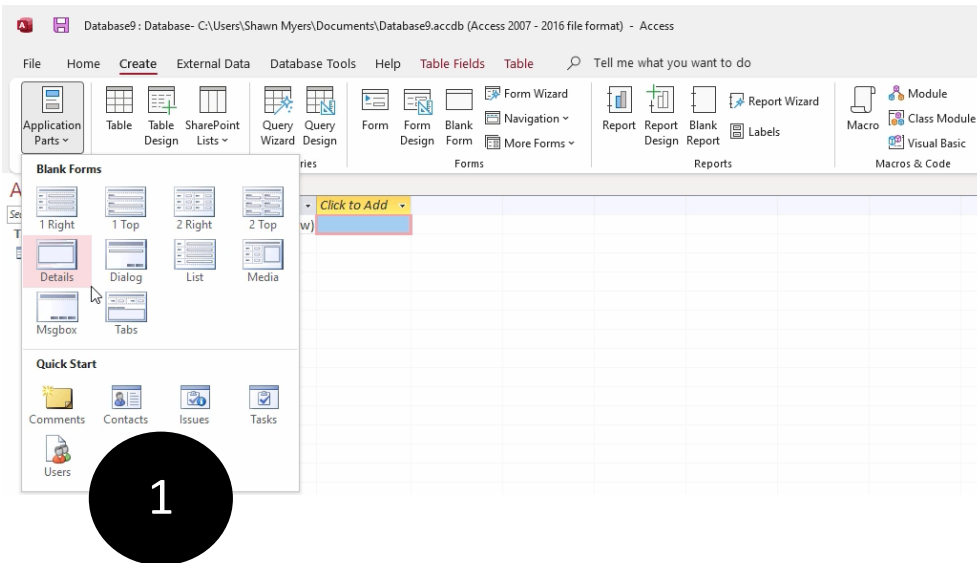 Database9 : Database- C:\Users\Shawn Myers\Documents\Database9.accdb (Access 2007 - 2016 file format) - Access
File Home Create External Data Database Tools Help Table Fields Table Tell me what you want to do
Application Parts
Table
Table Design
SharePoint Lists
Query Wizard
Query Design
Form
Form Design
Blank Form
Form Wizard
Navigation
More Forms
Forms
Report
Report Design
Blank Report
Report Wizard
Labels
Reports
Macro
Module
Class Module
Visual Basic
Macros & Code
Blank Forms
1 Right 1 Top 2 Right 2 Top
Details Dialog List Media
Msgbox Tabs
Quick Start
Comments Contacts Issues Tasks
Users
Click to Add
w)
1